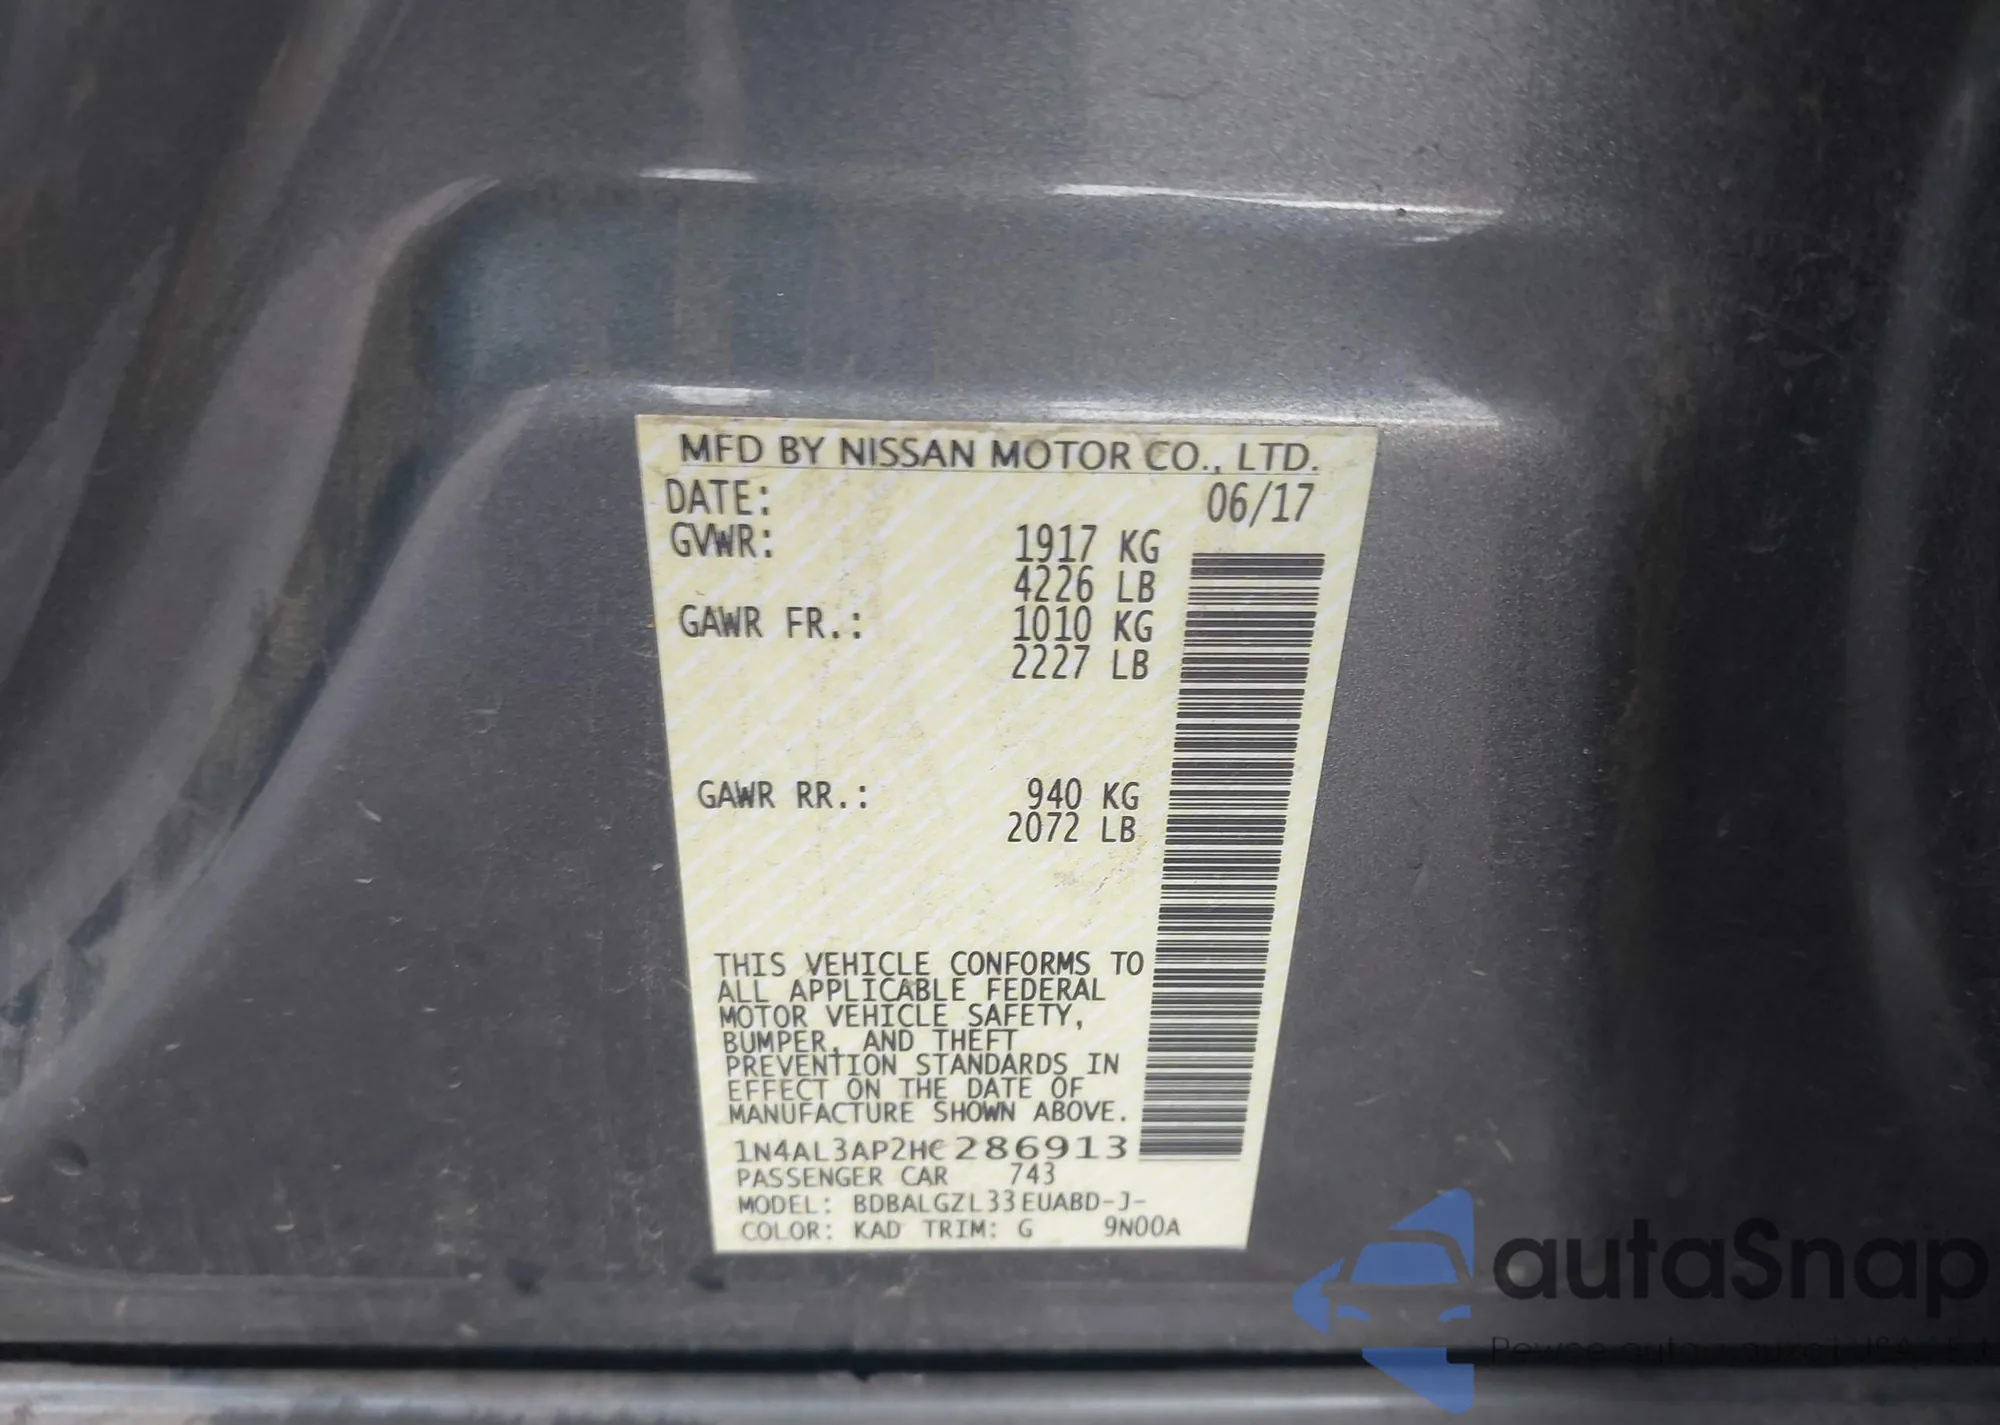 MFD BY NISSAN MOTOR CO., LTD.
DATE: 06/17
GVWR: 1917 KG
4226 LB
GAWR FR.: 1010 KG
2227 LB
GAWR RR.: 940 KG
2072 LB
THIS VEHICLE CONFORMS TO
ALL APPLICABLE FEDERAL
MOTOR VEHICLE SAFETY,
BUMPER, AND THEFT
PREVENTION STANDARDS IN
EFFECT ON THE DATE OF
MANUFACTURE SHOWN ABOVE.
1N4AL3AP2HC286913
PASSENGER CAR 743
MODEL: BDBALGZL33EUABD-J-
COLOR: KAD TRIM: G 9N00A
autaSnap